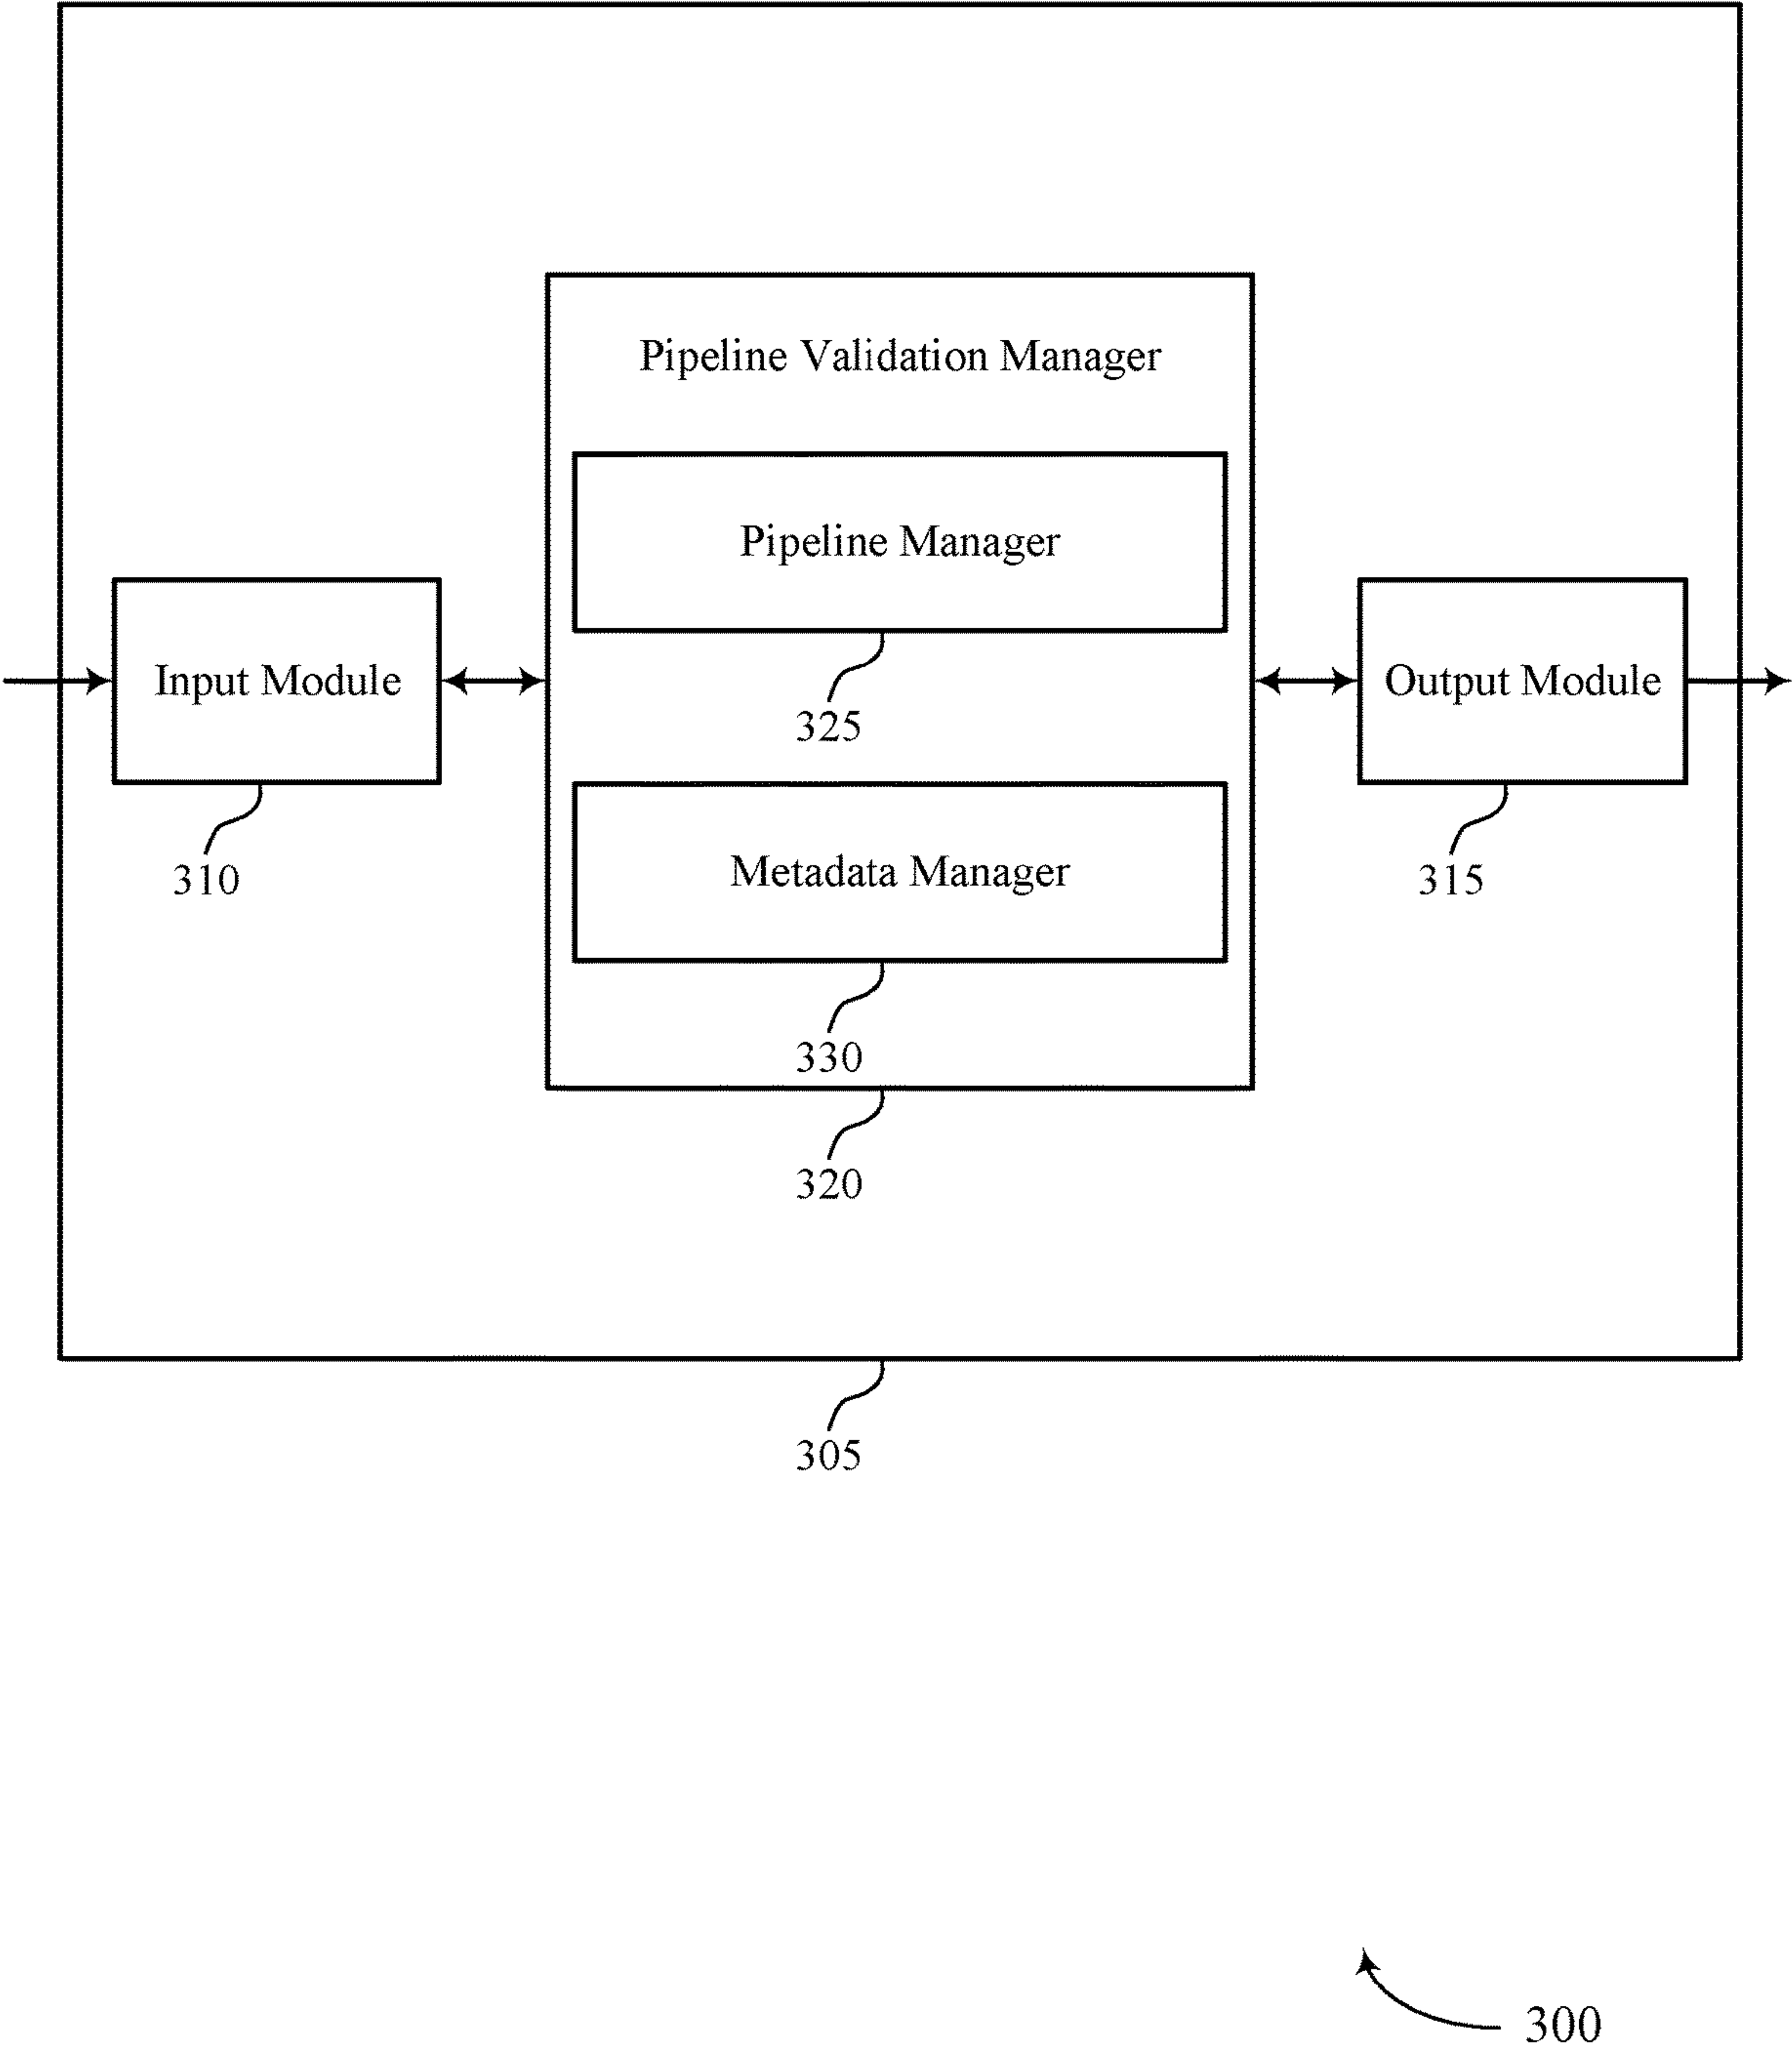 Pipeline Validation Manager
Pipeline Manager
Input Module
Output Module
325
310
Metadata Manager
315
330
320
305
300